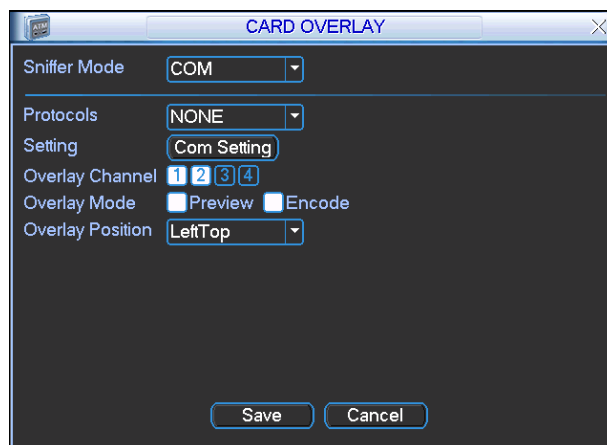 ATM
CARD OVERLAY
Sniffer Mode COM
Protocols NONE
Setting Com Setting
Overlay Channel 1 2 3 4
Overlay Mode Preview Encode
Overlay Position LeftTop
Save Cancel